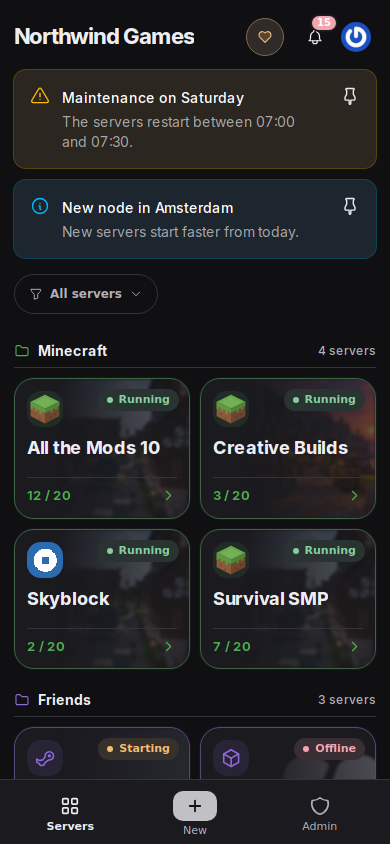 Northwind Games
15
Maintenance on Saturday
The servers restart between 07:00
and 07:30.
New node in Amsterdam
New servers start faster from today.
All servers
Minecraft
4 servers
Running
All the Mods 10
12 / 20
Running
Creative Builds
3 / 20
Running
Skyblock
2 / 20
Running
Survival SMP
7 / 20
Friends
3 servers
Starting
Offline
Servers
New
Admin